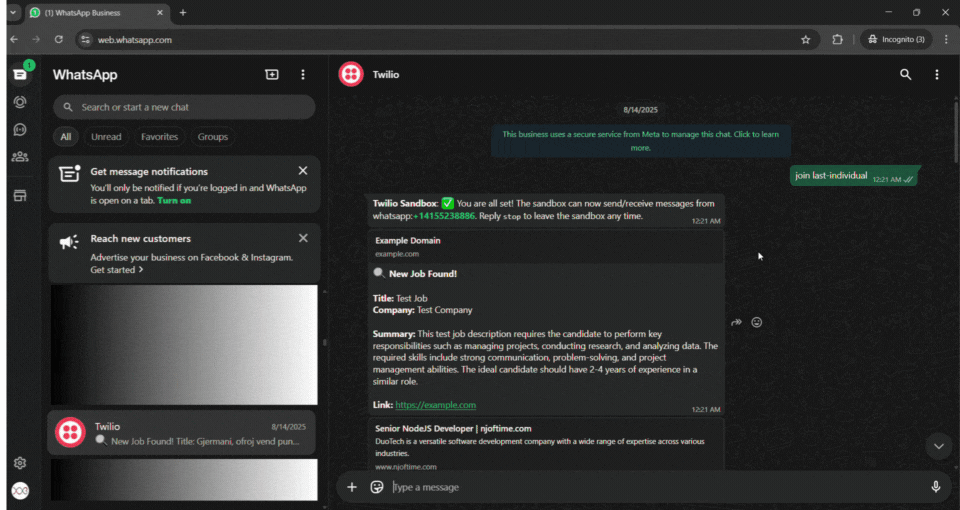 (1) WhatsApp Business
web.whatsapp.com
Incognito (3)
1
WhatsApp
Search or start a new chat
All Unread Favorites Groups
Get message notifications
You'll only be notified if you're logged in and WhatsApp
is open on a tab. Turn on
Reach new customers
Advertise your business on Facebook & Instagram.
Get started
Twilio 8/14/2025
New Job Found! Title: Gjermani, ofroj vend pun...
Twilio
8/14/2025
This business uses a secure service from Meta to manage this chat. Click to learn
more.
join last-individual 12:21 AM
Twilio Sandbox: ✅ You are all set! The sandbox can now send/receive messages from
whatsapp:+14155238886. Reply stop to leave the sandbox any time.
12:21 AM
Example Domain
example.com
New Job Found!
Title: Test Job
Company: Test Company
Summary: This test job description requires the candidate to perform key
responsibilities such as managing projects, conducting research, and analyzing data. The
required skills include strong communication, problem-solving, and project
management abilities. The ideal candidate should have 2-4 years of experience in a
similar role.
Link: https://example.com
12:21 AM
Senior NodeJS Developer | njoftime.com
DuoTech is a versatile software development company with a wide range of expertise across various
industries.
www.njoftime.com
Type a message